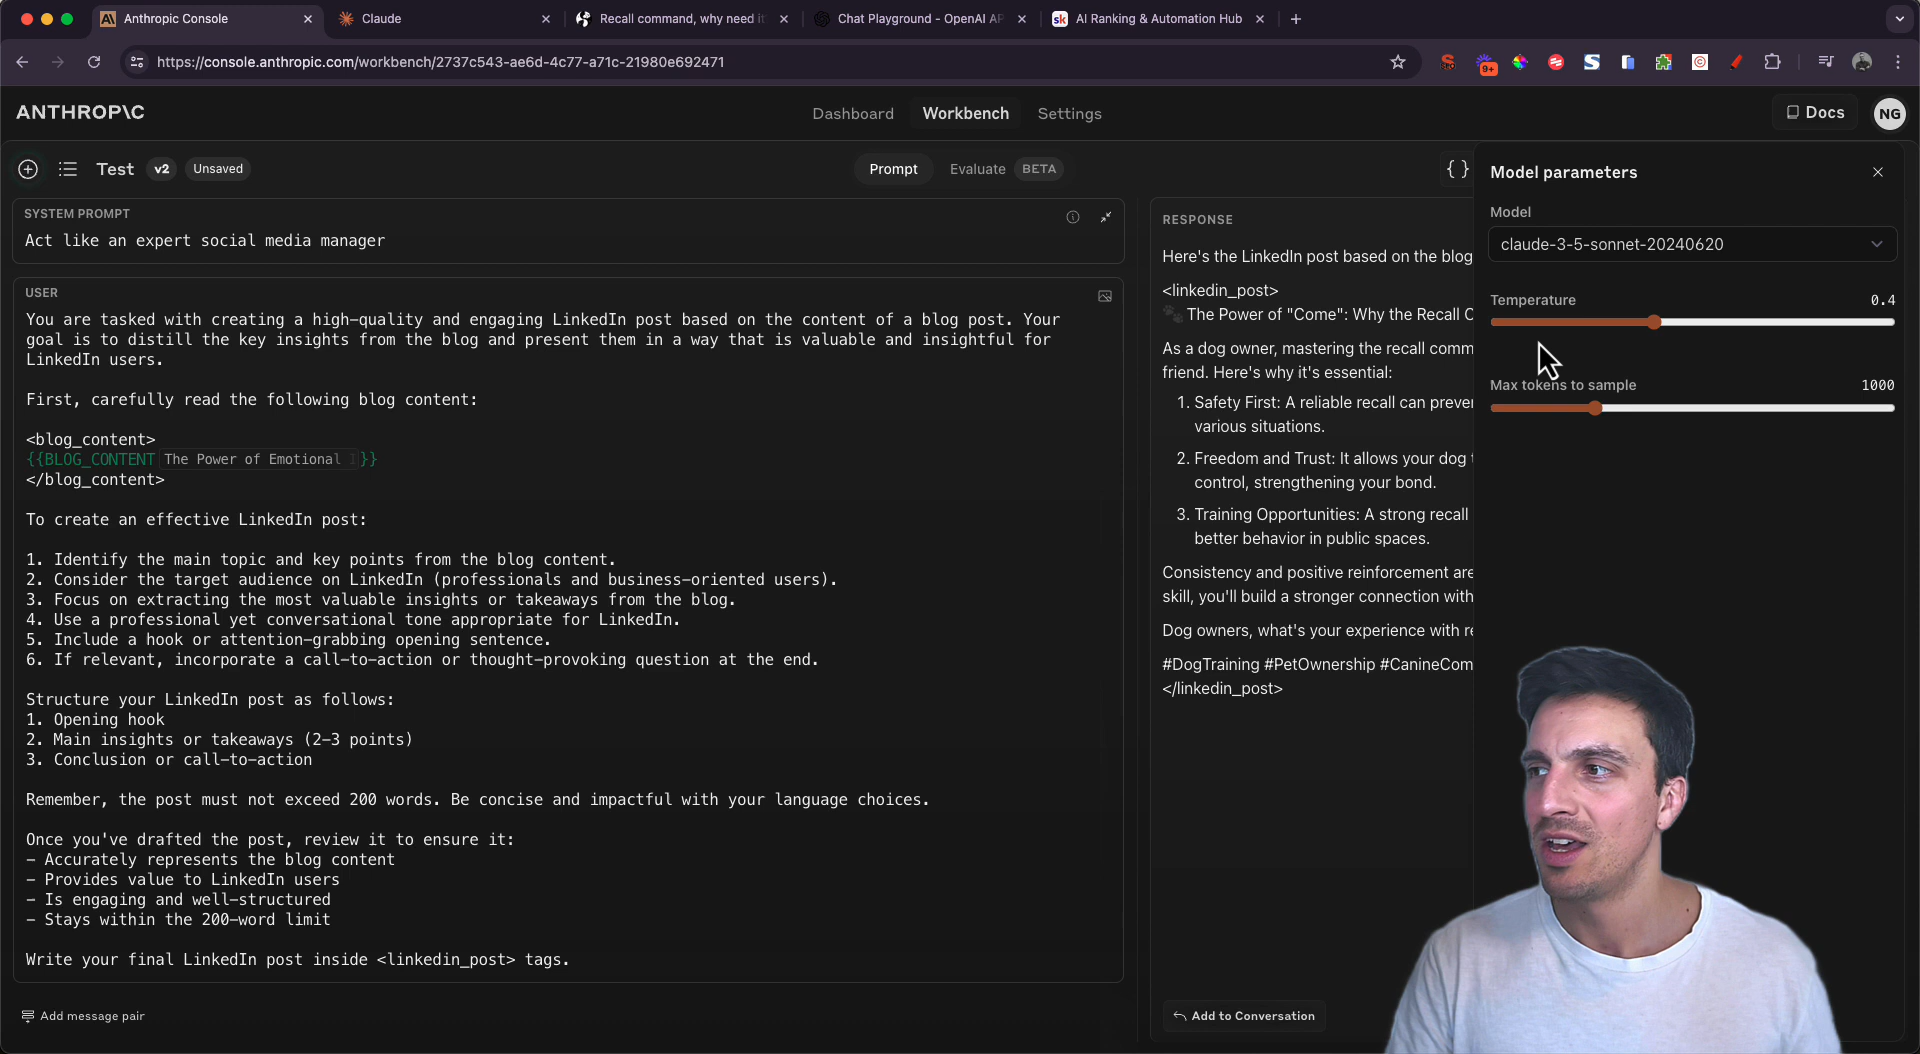 Anthropic Console
Claude
Recall command, why need it
Chat Playground - OpenAI AP
sk
AI Ranking & Automation Hub
https://console.anthropic.com/workbench/2737c543-ae6d-4c77-a71c-21980e692471
9+
ANTHROP\C
Dashboard
Workbench
Settings
Docs
NG
Test
v2
Unsaved
Prompt
Evaluate
BETA
{ }
SYSTEM PROMPT
Act like an expert social media manager
USER
You are tasked with creating a high-quality and engaging LinkedIn post based on the content of a blog post. Your
goal is to distill the key insights from the blog and present them in a way that is valuable and insightful for
LinkedIn users.
First, carefully read the following blog content:
<blog_content>
{{BLOG_CONTENT The Power of Emotional I}}
</blog_content>
To create an effective LinkedIn post:
1. Identify the main topic and key points from the blog content.
2. Consider the target audience on LinkedIn (professionals and business-oriented users).
3. Focus on extracting the most valuable insights or takeaways from the blog.
4. Use a professional yet conversational tone appropriate for LinkedIn.
5. Include a hook or attention-grabbing opening sentence.
6. If relevant, incorporate a call-to-action or thought-provoking question at the end.
Structure your LinkedIn post as follows:
1. Opening hook
2. Main insights or takeaways (2-3 points)
3. Conclusion or call-to-action
Remember, the post must not exceed 200 words. Be concise and impactful with your language choices.
Once you've drafted the post, review it to ensure it:
- Accurately represents the blog content
- Provides value to LinkedIn users
- Is engaging and well-structured
- Stays within the 200-word limit
Write your final LinkedIn post inside <linkedin_post> tags.
Add message pair
RESPONSE
Here's the LinkedIn post based on the blog
<linkedin_post>
🐾 The Power of "Come": Why the Recall C
As a dog owner, mastering the recall comm
friend. Here's why it's essential:
1. Safety First: A reliable recall can preve
various situations.
2. Freedom and Trust: It allows your dog t
control, strengthening your bond.
3. Training Opportunities: A strong recall
better behavior in public spaces.
Consistency and positive reinforcement are
skill, you'll build a stronger connection with
Dog owners, what's your experience with re
#DogTraining #PetOwnership #CanineCom
</linkedin_post>
Add to Conversation
Model parameters
Model
claude-3-5-sonnet-20240620
Temperature
0.4
Max tokens to sample
1000